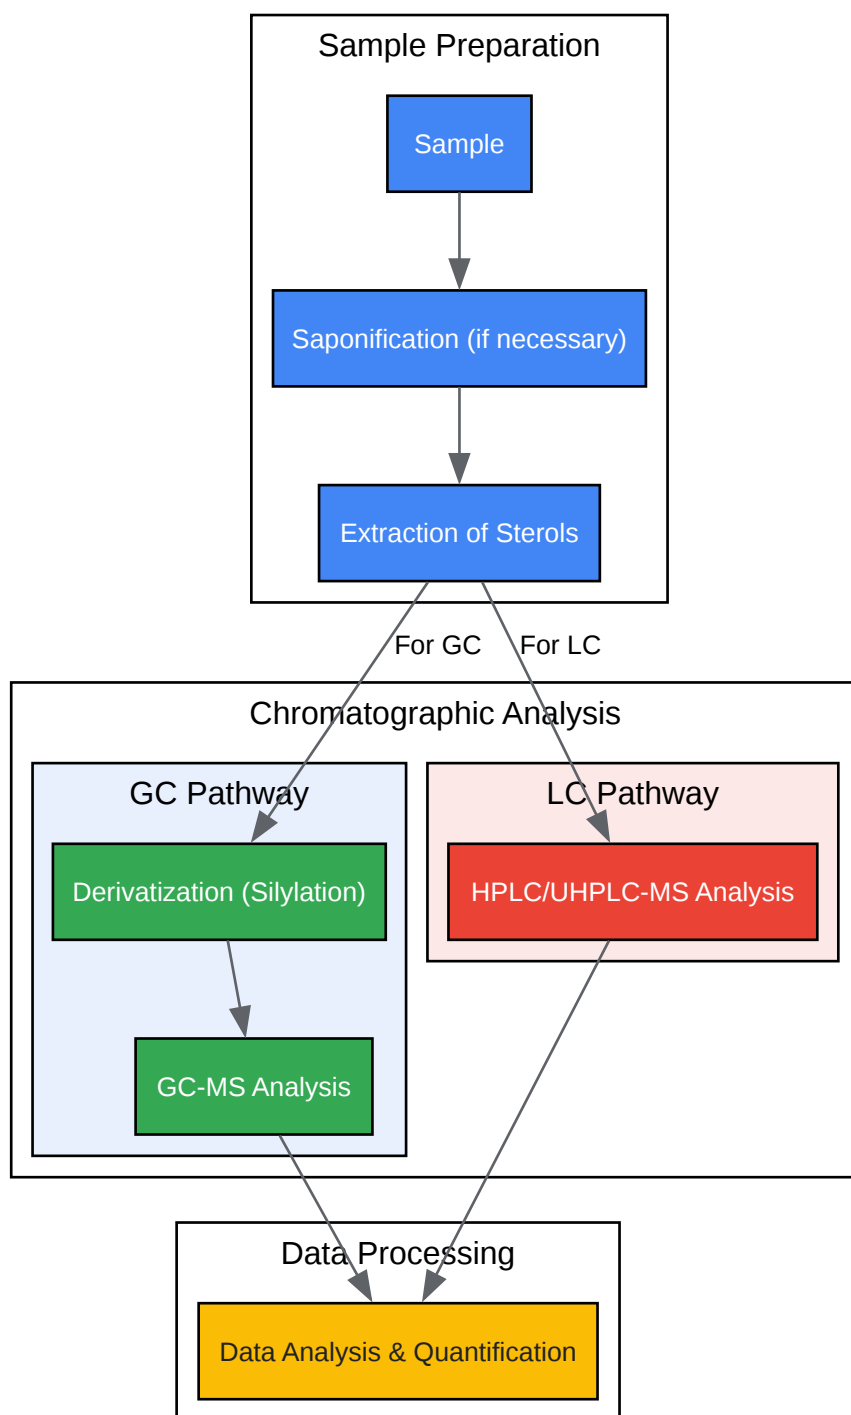 Sample Preparation
Sample
Saponification (if necessary)
Extraction of Sterols
For GC
For LC
Chromatographic Analysis
GC Pathway
LC Pathway
Derivatization (Silylation)
HPLC/UHPLC-MS Analysis
GC-MS Analysis
Data Processing
Data Analysis & Quantification